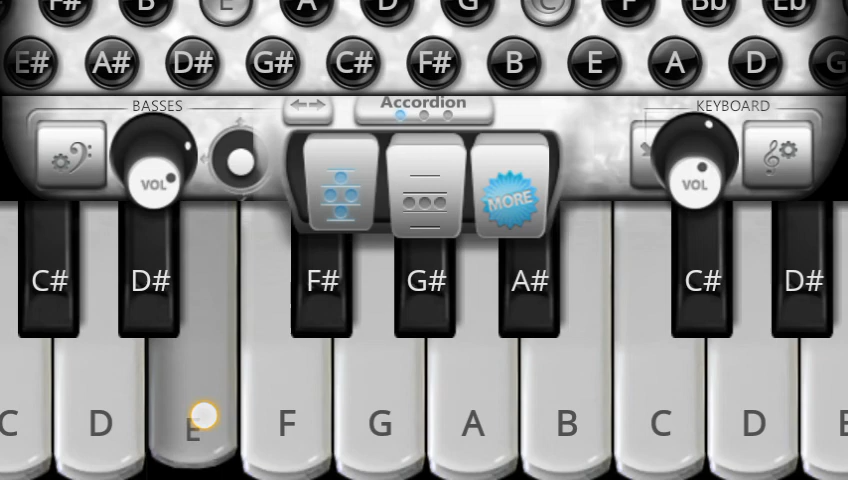 F# B E A D G C F Bb Eb
E# A# D# G# C# F# B E A D G
BASSES
Accordion
KEYBOARD
VOL
MORE
VOL
C# D# F# G# A# C# D#
C D E F G A B C D E